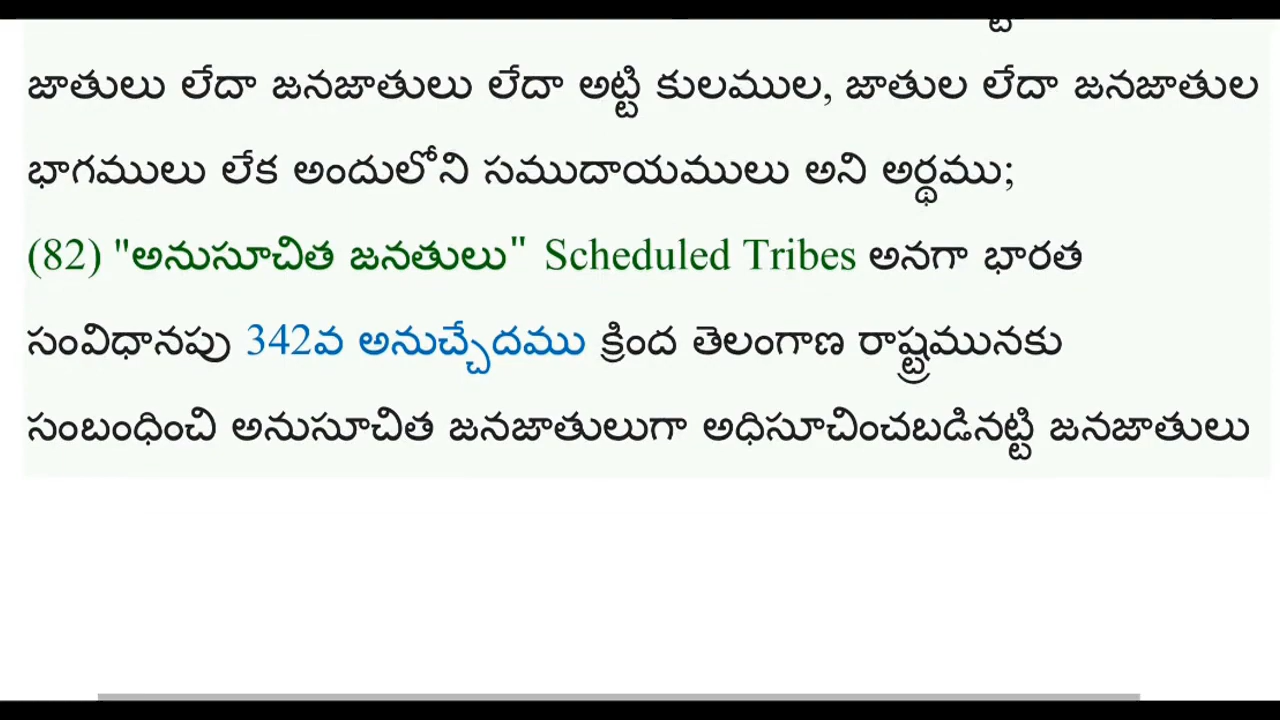 జాతులు లేదా జనజాతులు లేదా అట్టి కులముల, జాతుల లేదా జనజాతుల
భాగములు లేక అందులోని సముదాయములు అని అర్థము;
(82) "అనుసూచిత జనతులు" Scheduled Tribes అనగా భారత
సంవిధానపు 342వ అనుచ్ఛేదము క్రింద తెలంగాణ రాష్ట్రమునకు
సంబంధించి అనుసూచిత జనజాతులుగా అధిసూచించబడినట్టి జనజాతులు